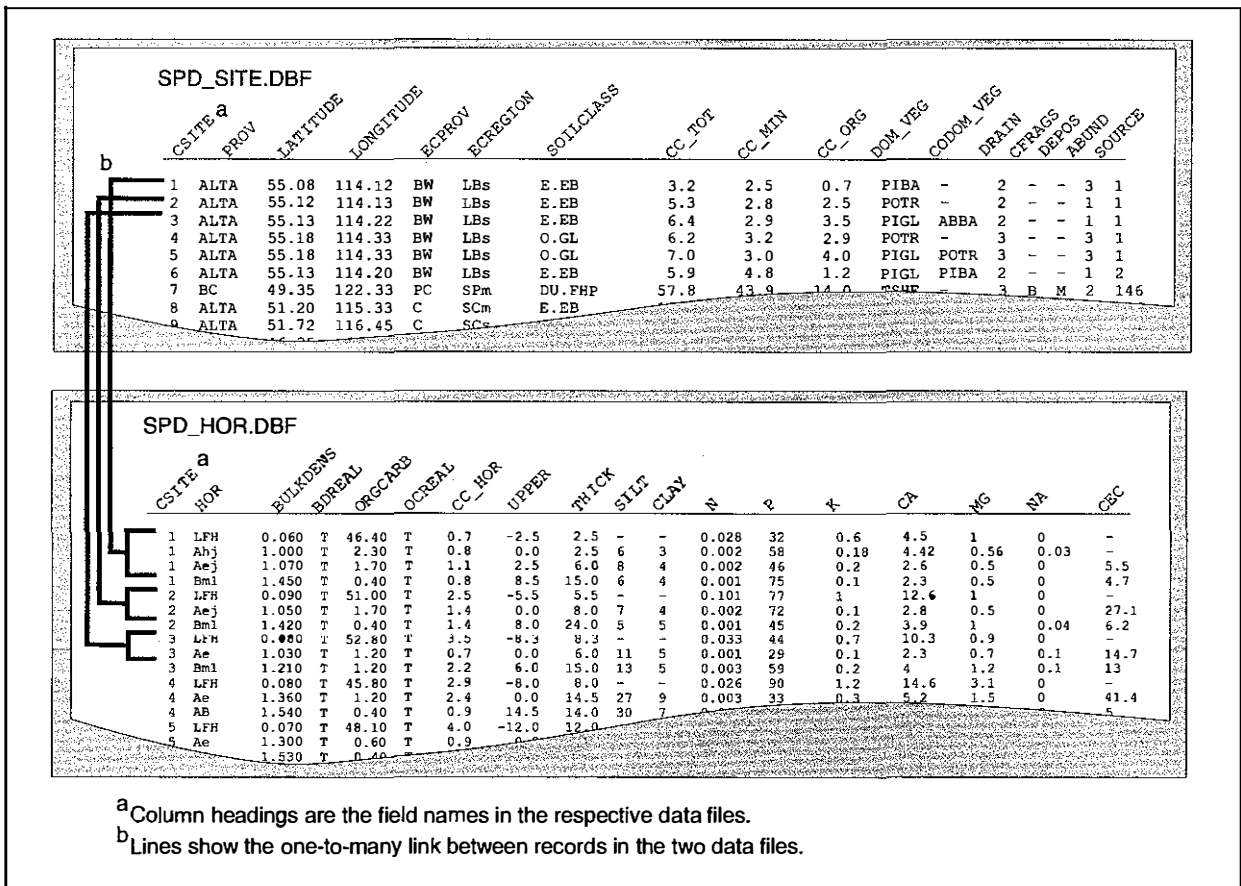 SPD_SITE.DBF
CSITE a PROV LATITUDE LONGITUDE ECPROV ECREGION SOILCLASS CC_TOT CC_MIN CC_ORG DOM_VEG CODOM_VEG DRAIN CFRAGS DEPOS ABUND SOURCE
b
1 ALTA 55.08 114.12 BW LBs E.EB 3.2 2.5 0.7 PIBA - 2 - - 3 1
2 ALTA 55.12 114.13 BW LBs E.EB 5.3 2.8 2.5 POTR - 2 - - 1 1
3 ALTA 55.13 114.22 BW LBs E.EB 6.4 2.9 3.5 PIGL ABBA 2 - - 1 1
4 ALTA 55.18 114.33 BW LBs O.GL 6.2 3.2 2.9 POTR - 3 - - 3 1
5 ALTA 55.18 114.33 BW LBs O.GL 7.0 3.0 4.0 PIGL POTR 3 - - 3 1
6 ALTA 55.13 114.20 BW LBs E.EB 5.9 4.8 1.2 PIGL PIBA 2 - - 1 2
7 BC 49.35 122.33 PC SPm DU.FHP 57.8 43.9 14.0 TSHE - 3 B M 2 146
8 ALTA 51.20 115.33 C SCm E.EB
9 ALTA 51.72 116.45 C
SPD_HOR.DBF
CSITE a HOR BULKDENS BDREAL ORGCARB OCREAL CC_HOR UPPER THICK SILT CLAY N P K CA MG NA CEC
1 LFH 0.060 T 46.40 T 0.7 -2.5 2.5 - - 0.028 32 0.6 4.5 1 0 -
1 Ahj 1.000 T 2.30 T 0.8 0.0 2.5 6 3 0.002 58 0.18 4.42 0.56 0.03 -
1 Aej 1.070 T 1.70 T 1.1 2.5 6.0 8 4 0.002 46 0.2 2.6 0.5 0 5.5
1 Bm1 1.450 T 0.40 T 0.8 8.5 15.0 6 4 0.001 75 0.1 2.3 0.5 0 4.7
2 LFH 0.090 T 51.00 T 2.5 -5.5 5.5 - - 0.101 77 1 12.6 1 0 -
2 Aej 1.050 T 1.70 T 1.4 0.0 8.0 7 4 0.002 72 0.1 2.8 0.5 0 27.1
2 Bm1 1.420 T 0.40 T 1.4 8.0 24.0 5 5 0.001 45 0.2 3.9 1 0.04 6.2
3 LFH 0.080 T 52.80 T 3.5 -8.3 8.3 - - 0.033 44 0.7 10.3 0.9 0 -
3 Ae 1.030 T 1.20 T 0.7 0.0 6.0 11 5 0.001 29 0.1 2.3 0.7 0.1 14.7
3 Bm1 1.210 T 1.20 T 2.2 6.0 15.0 13 5 0.003 59 0.2 4 1.2 0.1 13
4 LFH 0.080 T 45.80 T 2.9 -8.0 8.0 - - 0.026 90 1.2 14.6 3.1 0 -
4 Ae 1.360 T 1.20 T 2.4 0.0 14.5 27 9 0.003 33 0.3 5.2 1.5 0 41.4
4 AB 1.540 T 0.40 T 0.9 14.5 14.0 30 7 5
5 LFH 0.070 T 48.10 T 4.0 -12.0 12.0
5 Ae 1.300 T 0.60 T 0.9
1.530 T
a Column headings are the field names in the respective data files.
b Lines show the one-to-many link between records in the two data files.